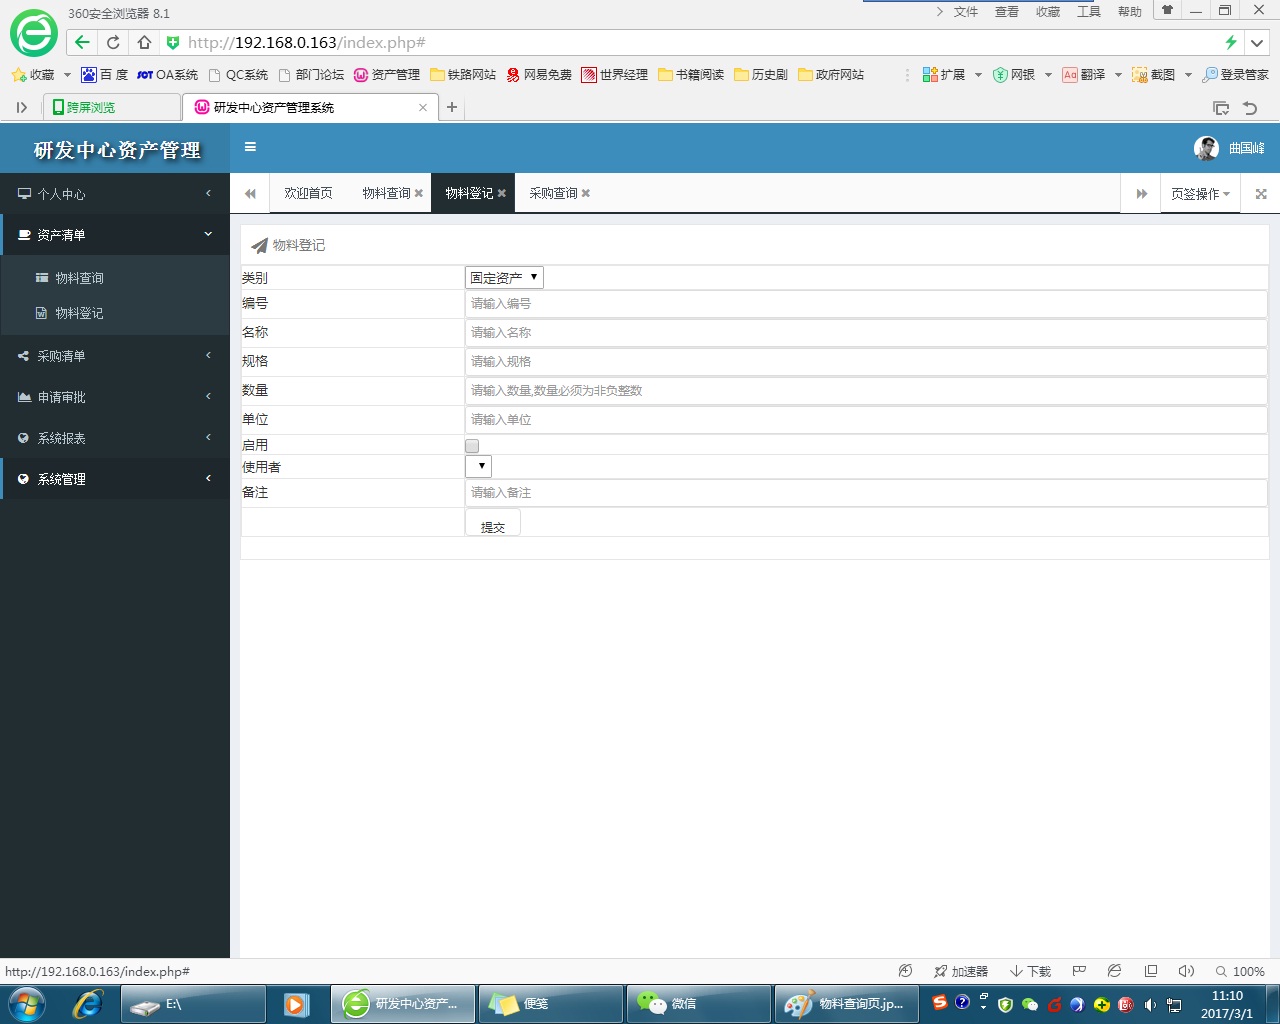 360安全浏览器 8.1
文件 查看 收藏 工具 帮助
http://192.168.0.163/index.php#
收藏 百 度 SOT OA系统 QC系统 部门论坛 资产管理 铁路网站 网易免费 世界经理 书籍阅读 历史剧 政府网站 扩展 网银 Aa 翻译 截图 登录管家
跨屏浏览 研发中心资产管理系统
研发中心资产管理
曲国峰
个人中心
资产清单
物料查询
物料登记
采购清单
申请审批
系统报表
系统管理
欢迎首页 物料查询 物料登记 采购查询 页签操作
物料登记
类别 固定资产
编号 请输入编号
名称 请输入名称
规格 请输入规格
数量 请输入数量,数量必须为非负整数
单位 请输入单位
启用
使用者
备注 请输入备注
提交
http://192.168.0.163/index.php# 加速器 下载 100%
E:\ 研发中心资产... 便笺 微信 物料查询页.jp...
11:10
2017/3/1